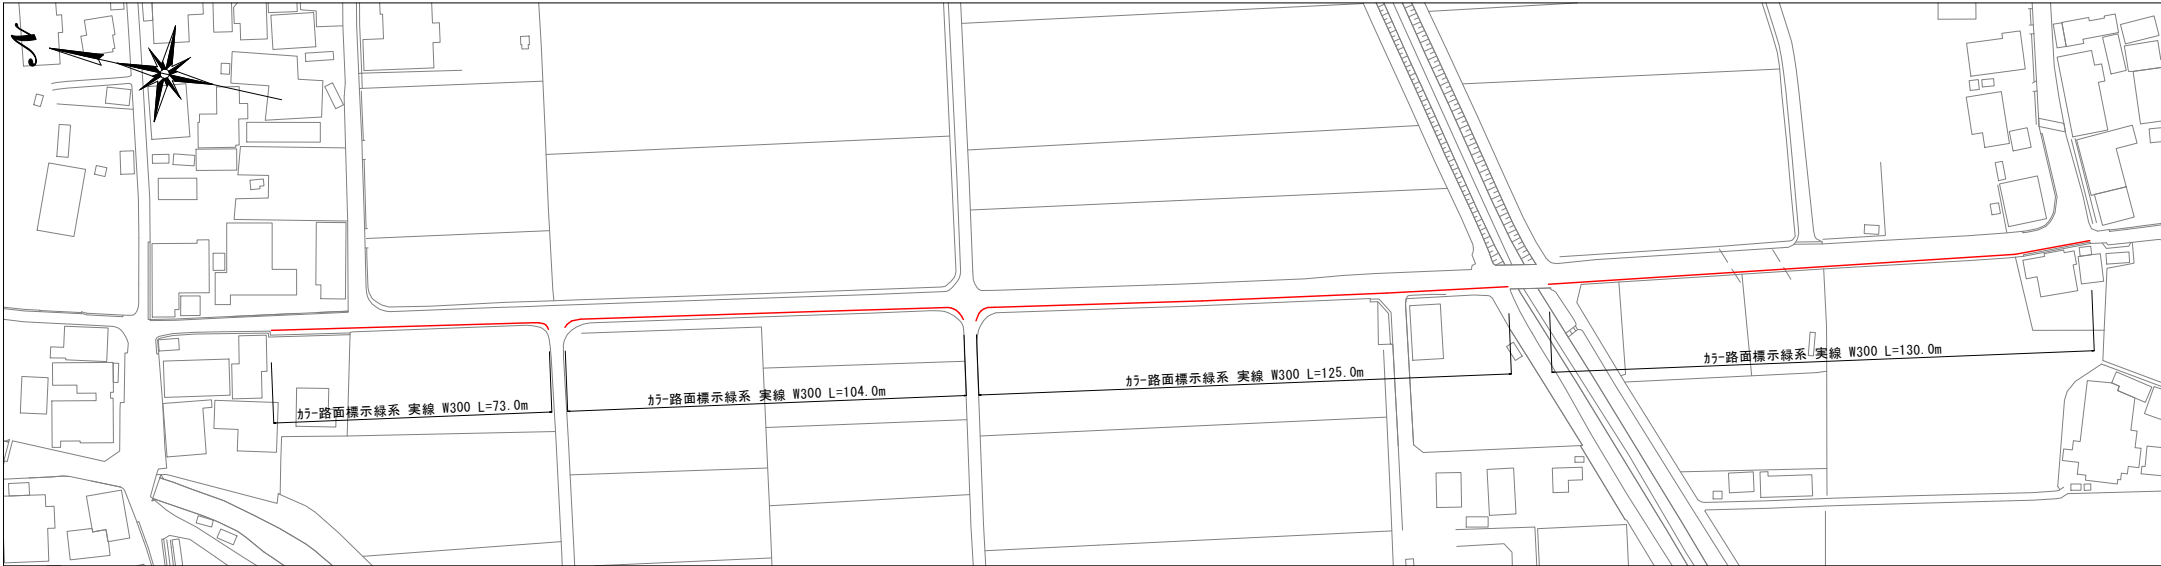 N
ｶﾗｰ路面標示緑系 実線 W300 L=73.0m
ｶﾗｰ路面標示緑系 実線 W300 L=104.0m
ｶﾗｰ路面標示緑系 実線 W300 L=125.0m
ｶﾗｰ路面標示緑系 実線 W300 L=130.0m